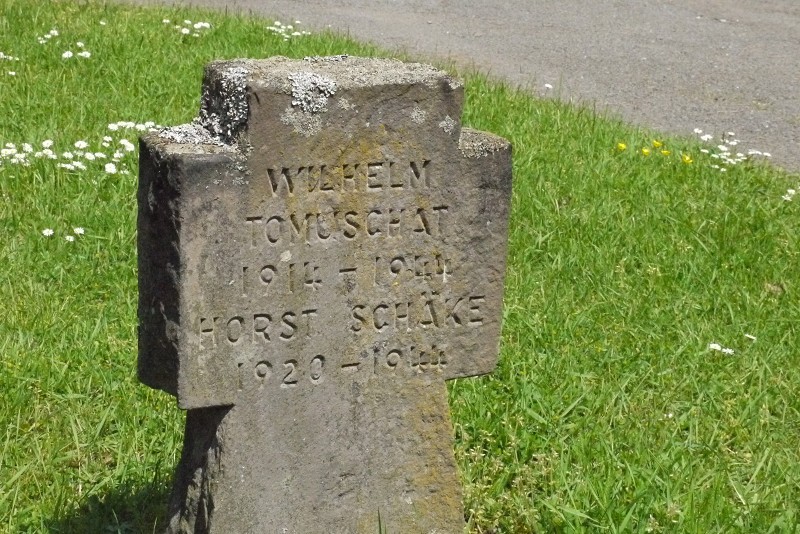 WILHELM
TOMUSCHAT
1914 - 1944
HORST SCHÄKE
1920 - 1944